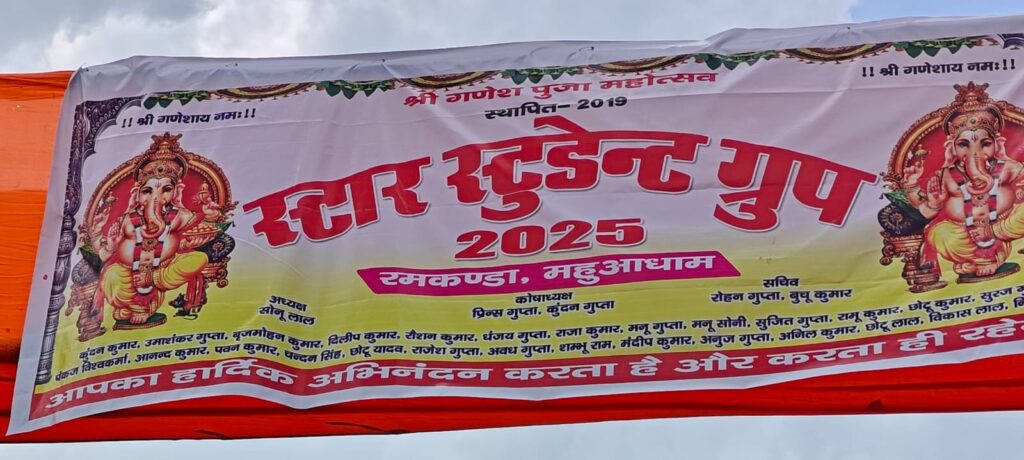 !! श्री गणेशाय नमः !!
!! श्री गणेशाय नमः !!
श्री गणेश पुजा महोत्सव
स्थापित- 2019
स्टार स्टुडेन्ट ग्रुप
2025
रमकण्डा, महुआधाम
अध्यक्ष
सोनू लाल
कोषाध्यक्ष
प्रिन्स गुप्ता, कुंदन गुप्ता
सचिव
रोहन गुप्ता, बुधू कुमार
कुंदन कुमार, उमाशंकर गुप्ता, बृजमोहन कुमार, दिलीप कुमार, रौशन कुमार, धंजय गुप्ता, राजा कुमार, मनू गुप्ता, मनू सोनी, सुजित गुप्ता, रामू कुमार, छोटू कुमार, सुरज
पंकज विश्वकर्मा, आनन्द कुमार, पवन कुमार, चन्दन सिंह, छोटू यादव, राजेश गुप्ता, अवध गुप्ता, शम्भू राम, मंदीप कुमार, अनुज गुप्ता, अमिल कुमार, छोटू लाल, विकास लाल,
आपका हार्दिक अभिनंदन करता है और करता ही रहे